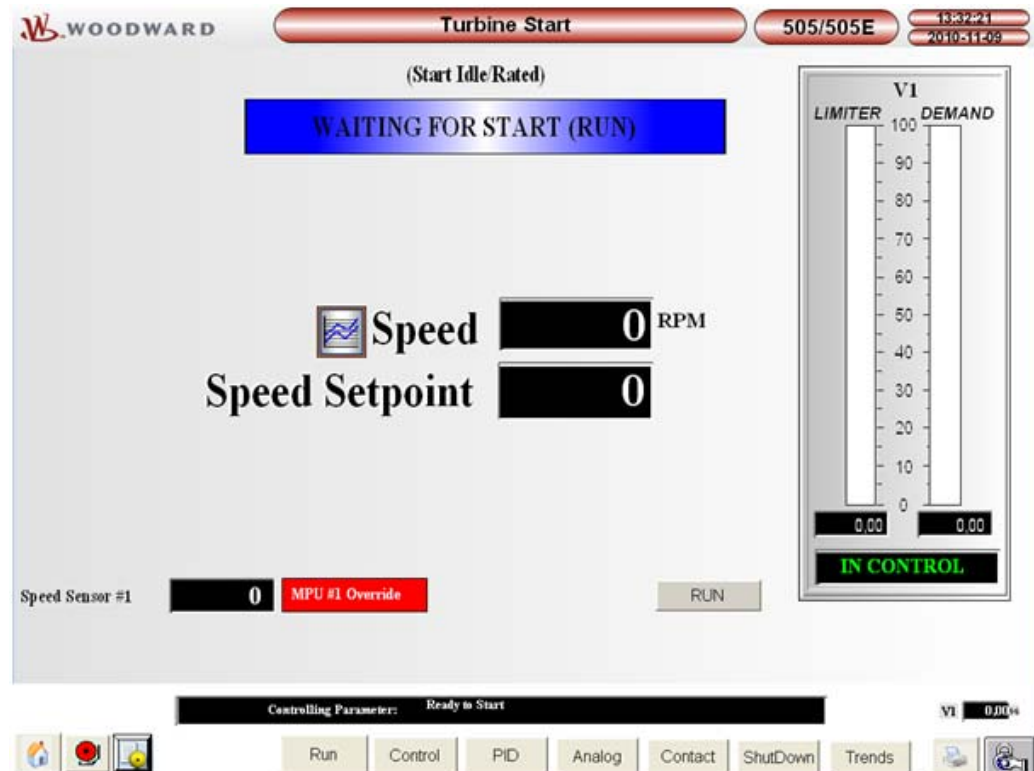 WOODWARD
Turbine Start
505/505E
13:32:21
2010-11-09
(Start Idle/Rated)
WAITING FOR START (RUN)
V1
LIMITER DEMAND
100
90
80
70
60
50
40
30
20
10
0
0,00 0,00
IN CONTROL
Speed 0 RPM
Speed Setpoint 0
Speed Sensor #1 0 MPU #1 Override RUN
Controlling Parameter: Ready to Start
V1 0,00%
Run Control PID Analog Contact ShutDown Trends